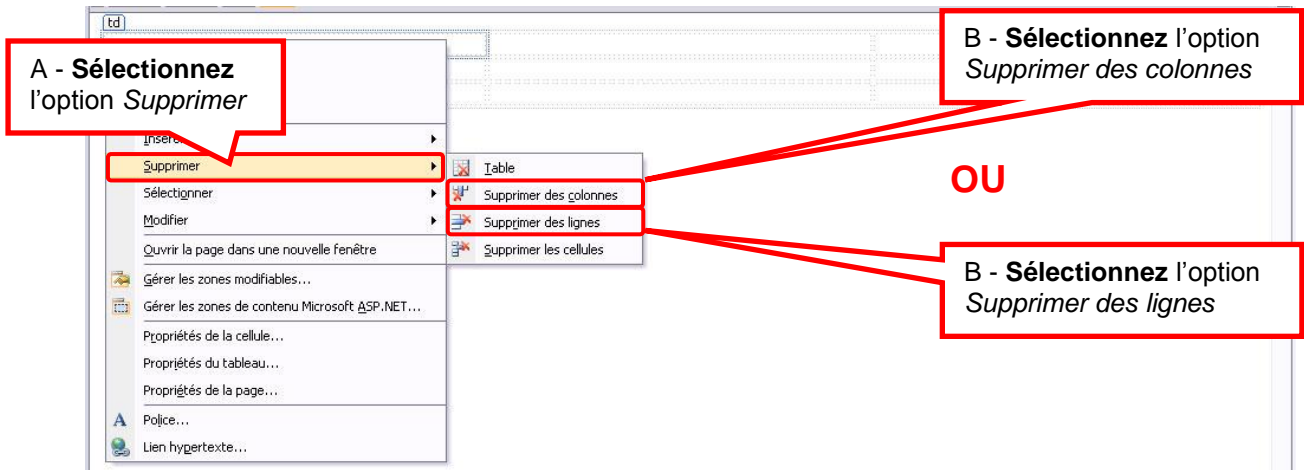 td
A - Sélectionnez
l'option Supprimer
B - Sélectionnez l'option
Supprimer des colonnes
Supprimer
Table
Sélectionner
Supprimer des colonnes
OU
Modifier
Supprimer des lignes
Ouvrir la page dans une nouvelle fenêtre
Supprimer les cellules
B - Sélectionnez l'option
Supprimer des lignes
Gérer les zones modifiables...
Gérer les zones de contenu Microsoft ASP.NET...
Propriétés de la cellule...
Propriétés du tableau...
Propriétés de la page...
Police...
Lien hypertexte...